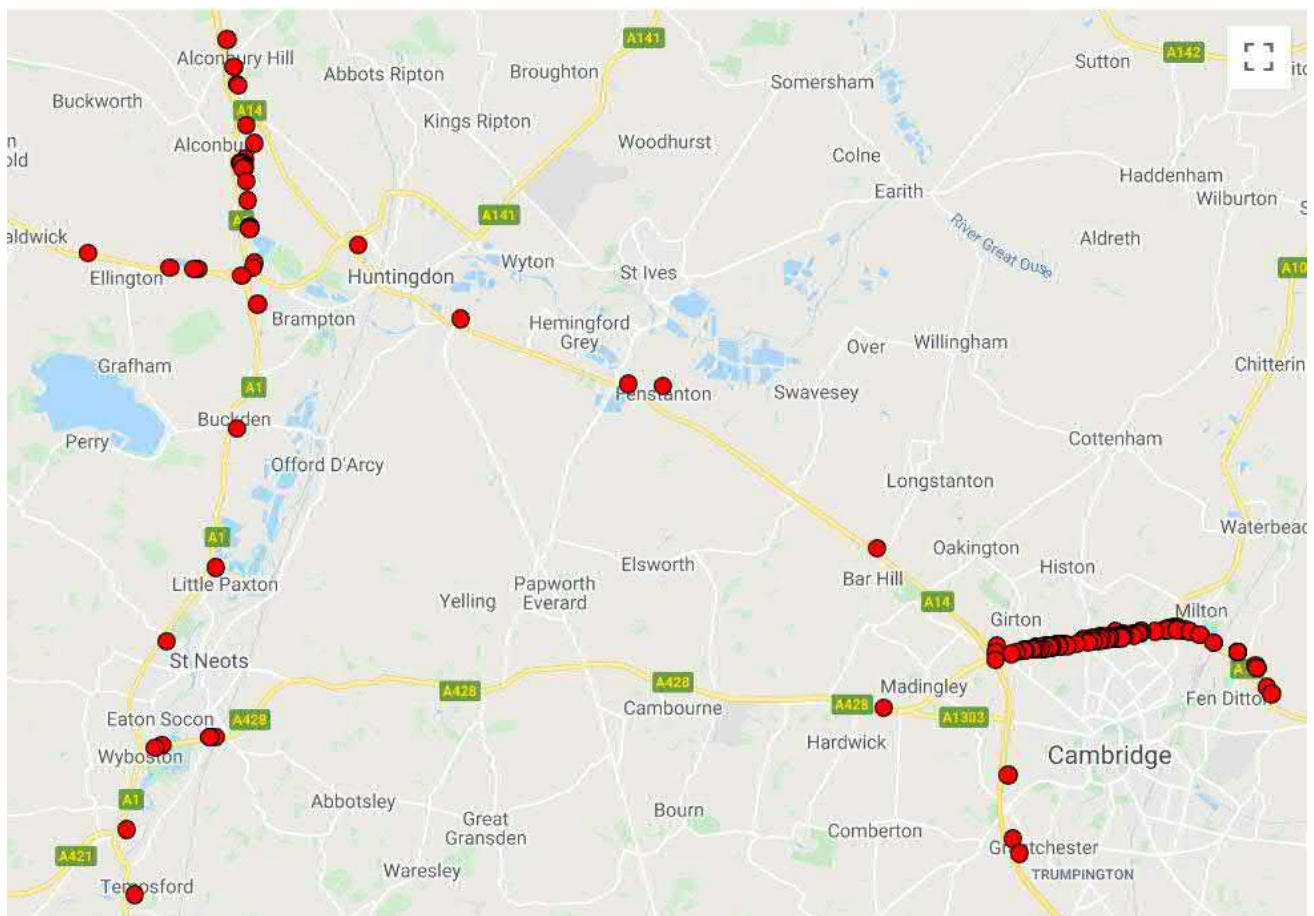 A141
Alconbury Hill
Abbots Ripton
Broughton
Sutton
A142
Somersham
Buckworth
A14
Kings Ripton
Woodhurst
Colne
Haddenham
Earith
Wilburton
A141
River Great Ouse
aldwick
Aldreth
Ellington
Huntingdon
Wyton
St Ives
A10
Brampton
Hemingford
Grey
Over
Willingham
Grafham
Chitterin
A1
Fenstanton
Swavesey
Buckden
Perry
Cottenham
Offord D'Arcy
Longstanton
A1
Waterbeac
Oakington
Elsworth
Histon
Little Paxton
Papworth
Everard
Bar Hill
Yelling
A14
Girton
Milton
St Neots
A428
A428
Madingley
Fen Ditton
Cambourne
A428
A1303
Eaton Socon
A428
Hardwick
Wyboston
Cambridge
A1
Abbotsley
Great
Gransden
Bourn
Comberton
A421
Waresley
TRUMPINGTON